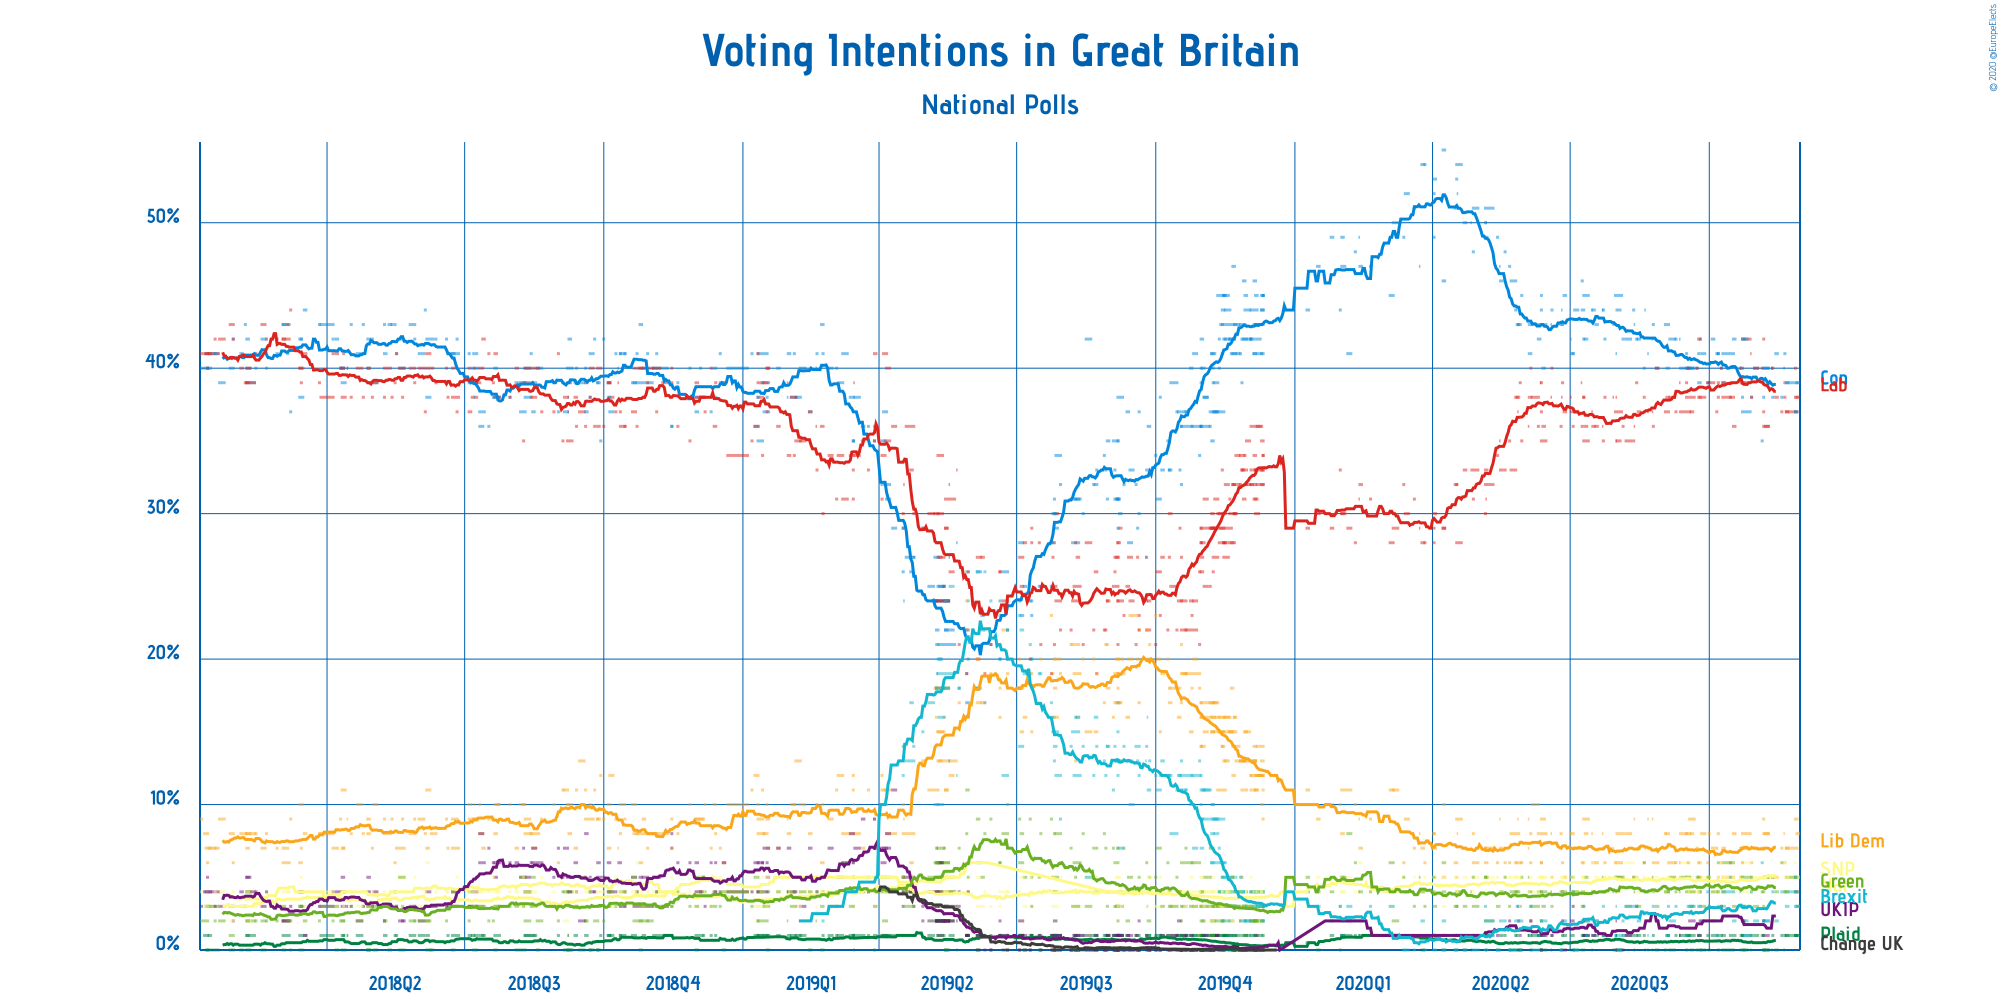 Voting Intentions in Great Britain
National Polls
© 2020 @EuropeElects
50%
40%
30%
20%
10%
0%
Con
Lab
Lib Dem
SNP
Green
Brexit
UKIP
Plaid
Change UK
2018Q2 2018Q3 2018Q4 2019Q1 2019Q2 2019Q3 2019Q4 2020Q1 2020Q2 2020Q3